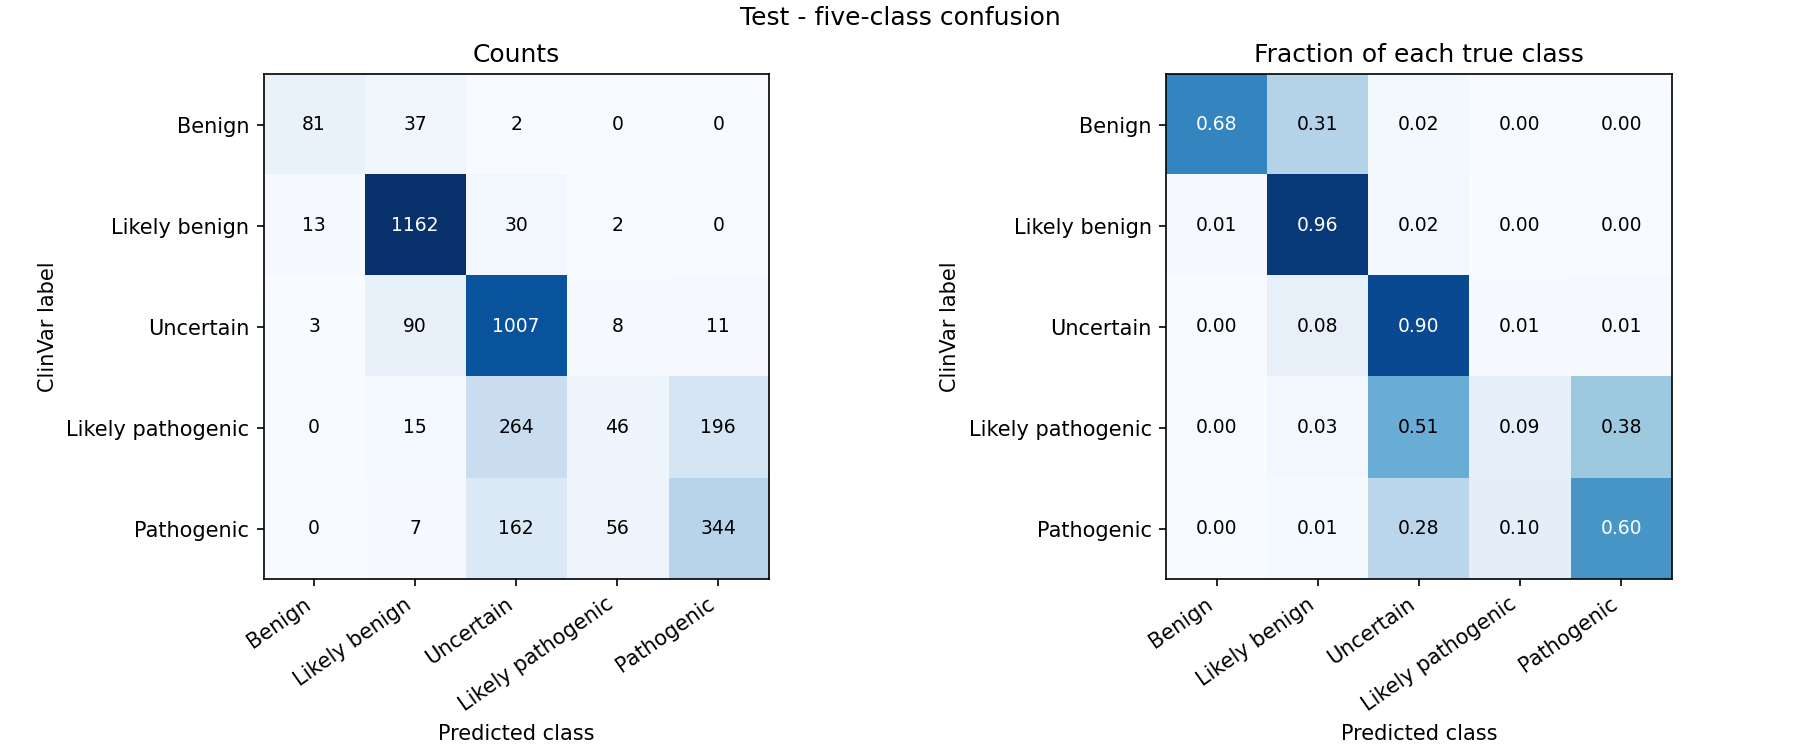 Test - five-class confusion
Counts
Benign 81 37 2 0 0
Likely benign 13 1162 30 2 0
Uncertain 3 90 1007 8 11
Likely pathogenic 0 15 264 46 196
Pathogenic 0 7 162 56 344
ClinVar label
Benign
Likely benign
Uncertain
Likely pathogenic
Pathogenic
Predicted class
Fraction of each true class
Benign 0.68 0.31 0.02 0.00 0.00
Likely benign 0.01 0.96 0.02 0.00 0.00
Uncertain 0.00 0.08 0.90 0.01 0.01
Likely pathogenic 0.00 0.03 0.51 0.09 0.38
Pathogenic 0.00 0.01 0.28 0.10 0.60
ClinVar label
Benign
Likely benign
Uncertain
Likely pathogenic
Pathogenic
Predicted class